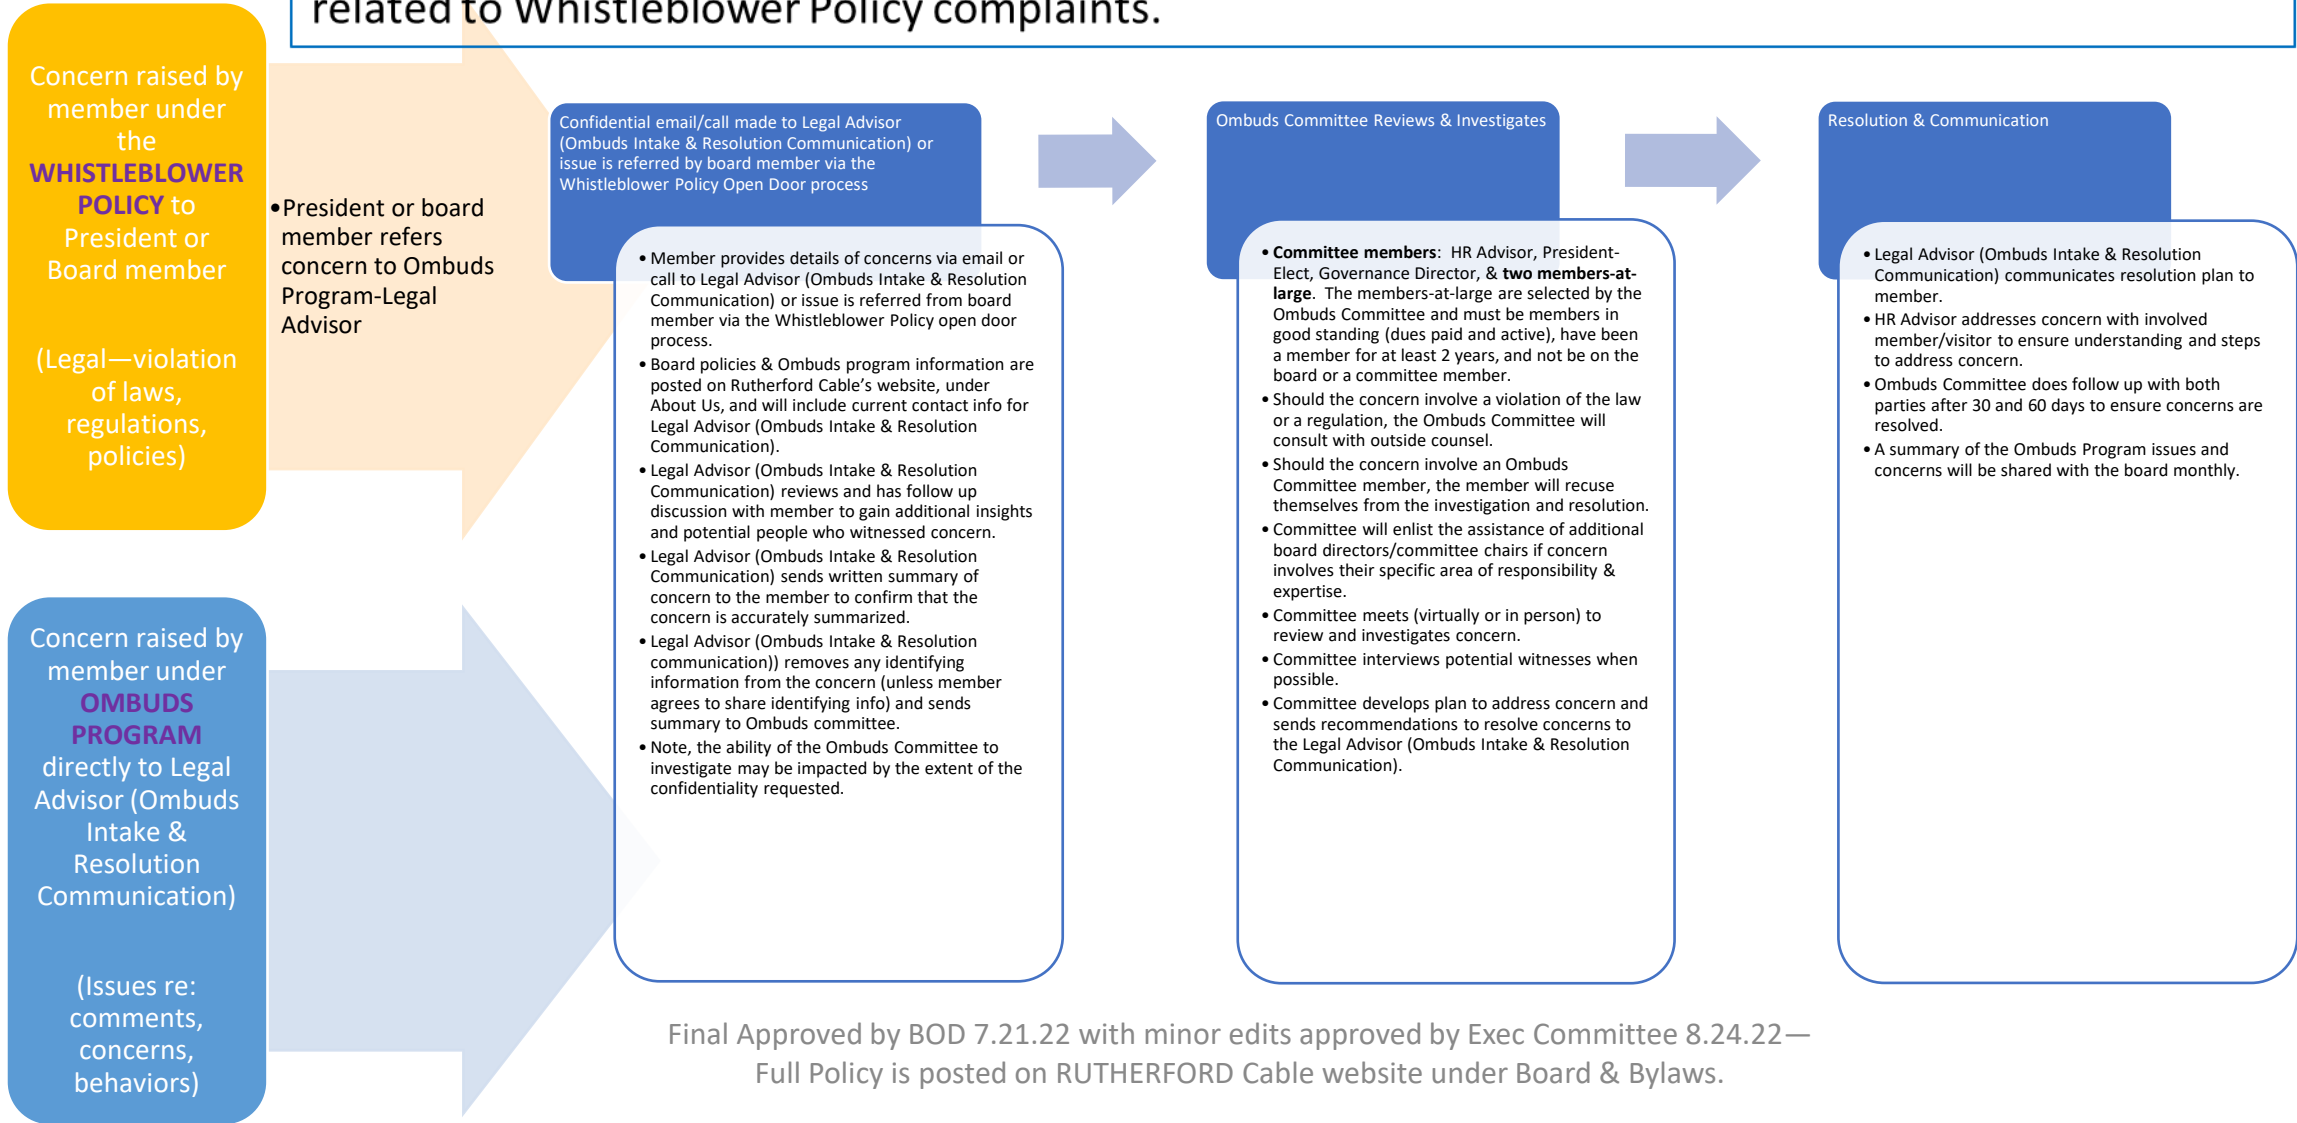 related to Whistleblower Policy complaints.
Concern raised by
member under
the
WHISTLEBLOWER
POLICY to
President or
Board member
(Legal—violation
of laws,
regulations,
policies)
•President or board
member refers
concern to Ombuds
Program-Legal
Advisor
Concern raised by
member under
OMBUDS
PROGRAM
directly to Legal
Advisor (Ombuds
Intake &
Resolution
Communication)
(Issues re:
comments,
concerns,
behaviors)
Confidential email/call made to Legal Advisor
(Ombuds Intake & Resolution Communication) or
issue is referred by board member via the
Whistleblower Policy Open Door process
• Member provides details of concerns via email or
call to Legal Advisor (Ombuds Intake & Resolution
Communication) or issue is referred from board
member via the Whistleblower Policy open door
process.
• Board policies & Ombuds program information are
posted on Rutherford Cable’s website, under
About Us, and will include current contact info for
Legal Advisor (Ombuds Intake & Resolution
Communication).
• Legal Advisor (Ombuds Intake & Resolution
Communication) reviews and has follow up
discussion with member to gain additional insights
and potential people who witnessed concern.
• Legal Advisor (Ombuds Intake & Resolution
Communication) sends written summary of
concern to the member to confirm that the
concern is accurately summarized.
• Legal Advisor (Ombuds Intake & Resolution
communication)) removes any identifying
information from the concern (unless member
agrees to share identifying info) and sends
summary to Ombuds committee.
• Note, the ability of the Ombuds Committee to
investigate may be impacted by the extent of the
confidentiality requested.
Ombuds Committee Reviews & Investigates
• Committee members: HR Advisor, President-
Elect, Governance Director, & two members-at-
large. The members-at-large are selected by the
Ombuds Committee and must be members in
good standing (dues paid and active), have been
a member for at least 2 years, and not be on the
board or a committee member.
• Should the concern involve a violation of the law
or a regulation, the Ombuds Committee will
consult with outside counsel.
• Should the concern involve an Ombuds
Committee member, the member will recuse
themselves from the investigation and resolution.
• Committee will enlist the assistance of additional
board directors/committee chairs if concern
involves their specific area of responsibility &
expertise.
• Committee meets (virtually or in person) to
review and investigates concern.
• Committee interviews potential witnesses when
possible.
• Committee develops plan to address concern and
sends recommendations to resolve concerns to
the Legal Advisor (Ombuds Intake & Resolution
Communication).
Resolution & Communication
• Legal Advisor (Ombuds Intake & Resolution
Communication) communicates resolution plan to
member.
• HR Advisor addresses concern with involved
member/visitor to ensure understanding and steps
to address concern.
• Ombuds Committee does follow up with both
parties after 30 and 60 days to ensure concerns are
resolved.
• A summary of the Ombuds Program issues and
concerns will be shared with the board monthly.
Final Approved by BOD 7.21.22 with minor edits approved by Exec Committee 8.24.22—
Full Policy is posted on RUTHERFORD Cable website under Board & Bylaws.